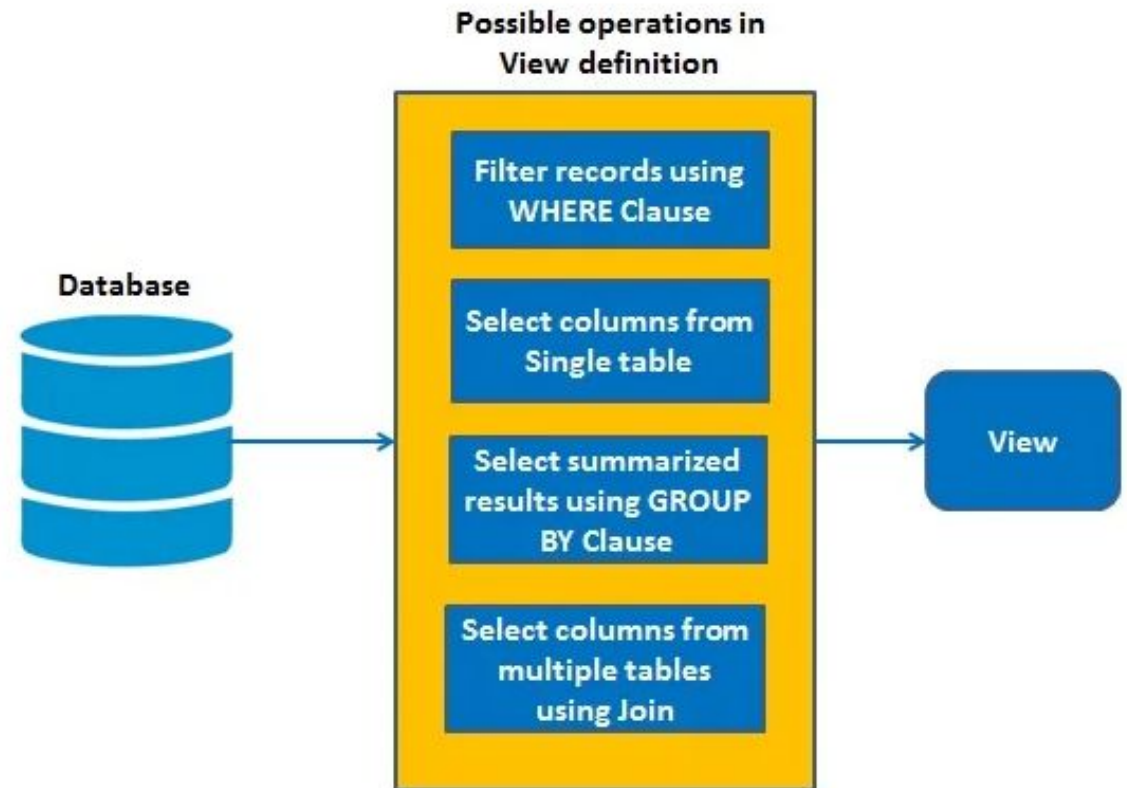 Possible operations in
View definition
Filter records using
WHERE Clause
Database
Select columns from
Single table
Select summarized
results using GROUP
BY Clause
View
Select columns from
multiple tables
using Join